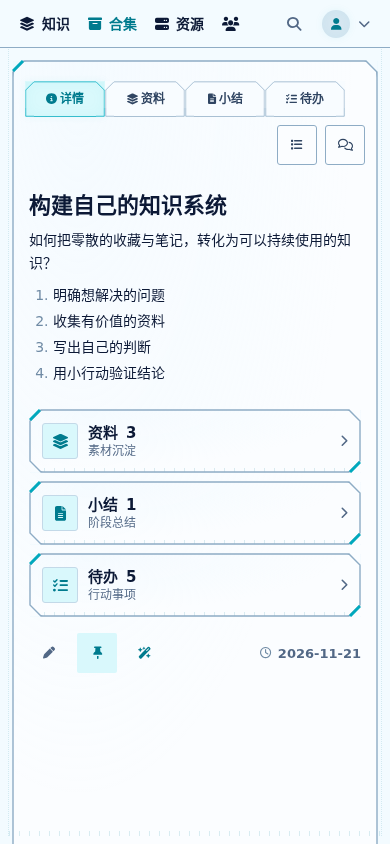 知识 合集 资源
详情 资料 小结 待办
构建自己的知识系统
如何把零散的收藏与笔记，转化为可以持续使用的知
识？
1. 明确想解决的问题
2. 收集有价值的资料
3. 写出自己的判断
4. 用小行动验证结论
资料 3
素材沉淀
小结 1
阶段总结
待办 5
行动事项
2026-11-21